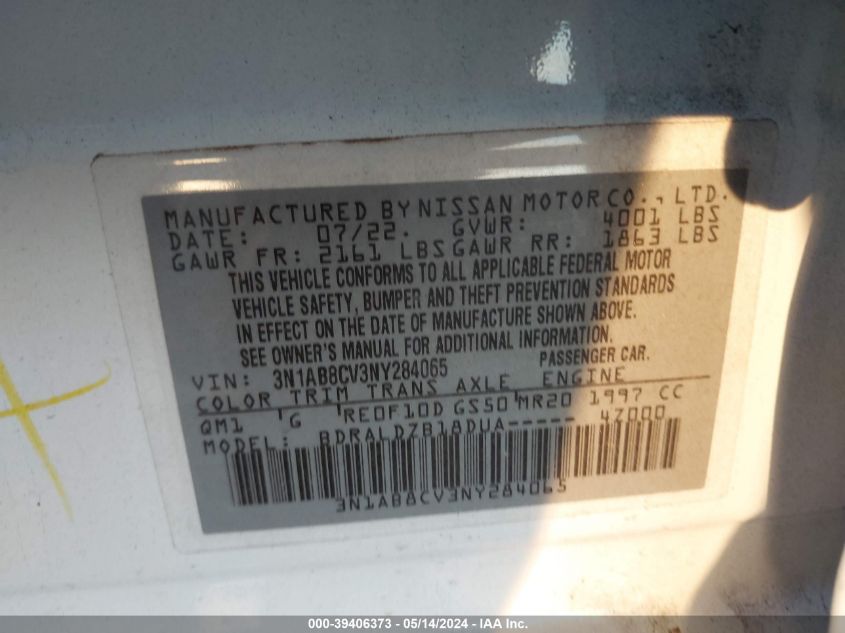 MANUFACTURED BY NISSAN MOTOR CO., LTD.
DATE: 07/22. GVWR: 4001 LBS
GAWR FR: 2161 LBS GAWR RR: 1863 LBS
THIS VEHICLE CONFORMS TO ALL APPLICABLE FEDERAL MOTOR
VEHICLE SAFETY, BUMPER AND THEFT PREVENTION STANDARDS
IN EFFECT ON THE DATE OF MANUFACTURE SHOWN ABOVE.
SEE OWNER'S MANUAL FOR ADDITIONAL INFORMATION.
VIN: 3N1AB8CV3NY284065 PASSENGER CAR.
COLOR TRIM TRANS AXLE ENGINE
QM1 'G 'RE0F10D GS50'MR20 1997 CC
MODEL: BDRALDZB18DUA----- 4Z000
3N1AB8CV3NY284065
000-39406373 - 05/14/2024 - IAA Inc.